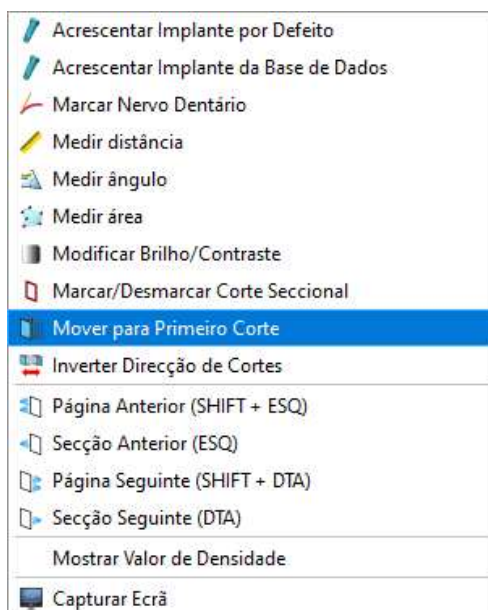 Acrescentar Implante por Defeito
Acrescentar Implante da Base de Dados
Marcar Nervo Dentário
Medir distância
Medir ângulo
Medir área
Modificar Brilho/Contraste
Marcar/Desmarcar Corte Seccional
Mover para Primeiro Corte
Inverter Direcção de Cortes
Página Anterior (SHIFT + ESQ)
Secção Anterior (ESQ)
Página Seguinte (SHIFT + DTA)
Secção Seguinte (DTA)
Mostrar Valor de Densidade
Capturar Ecrã